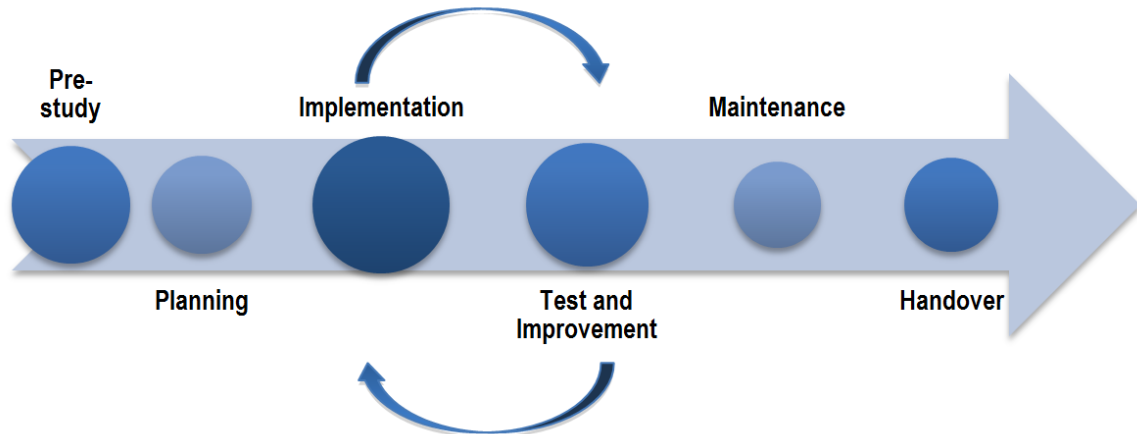 Pre-
study
Implementation
Maintenance
Planning
Test and
Improvement
Handover